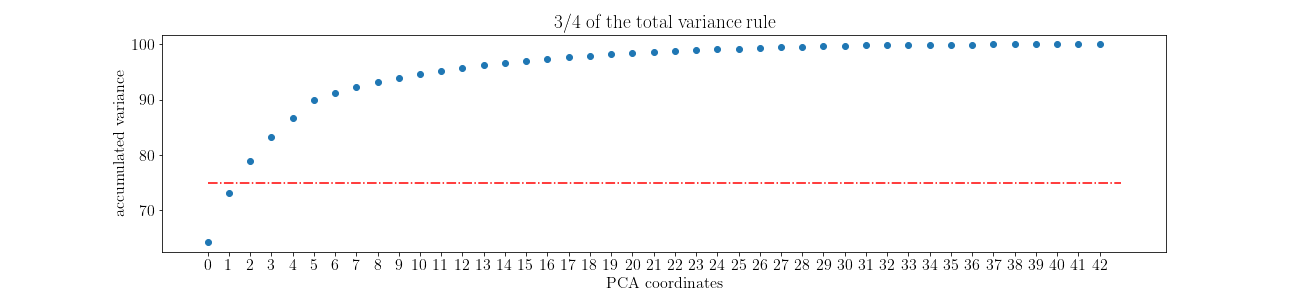 3/4 of the total variance rule
accumulated variance
100
90
80
70
0 1 2 3 4 5 6 7 8 9 10 11 12 13 14 15 16 17 18 19 20 21 22 23 24 25 26 27 28 29 30 31 32 33 34 35 36 37 38 39 40 41 42
PCA coordinates